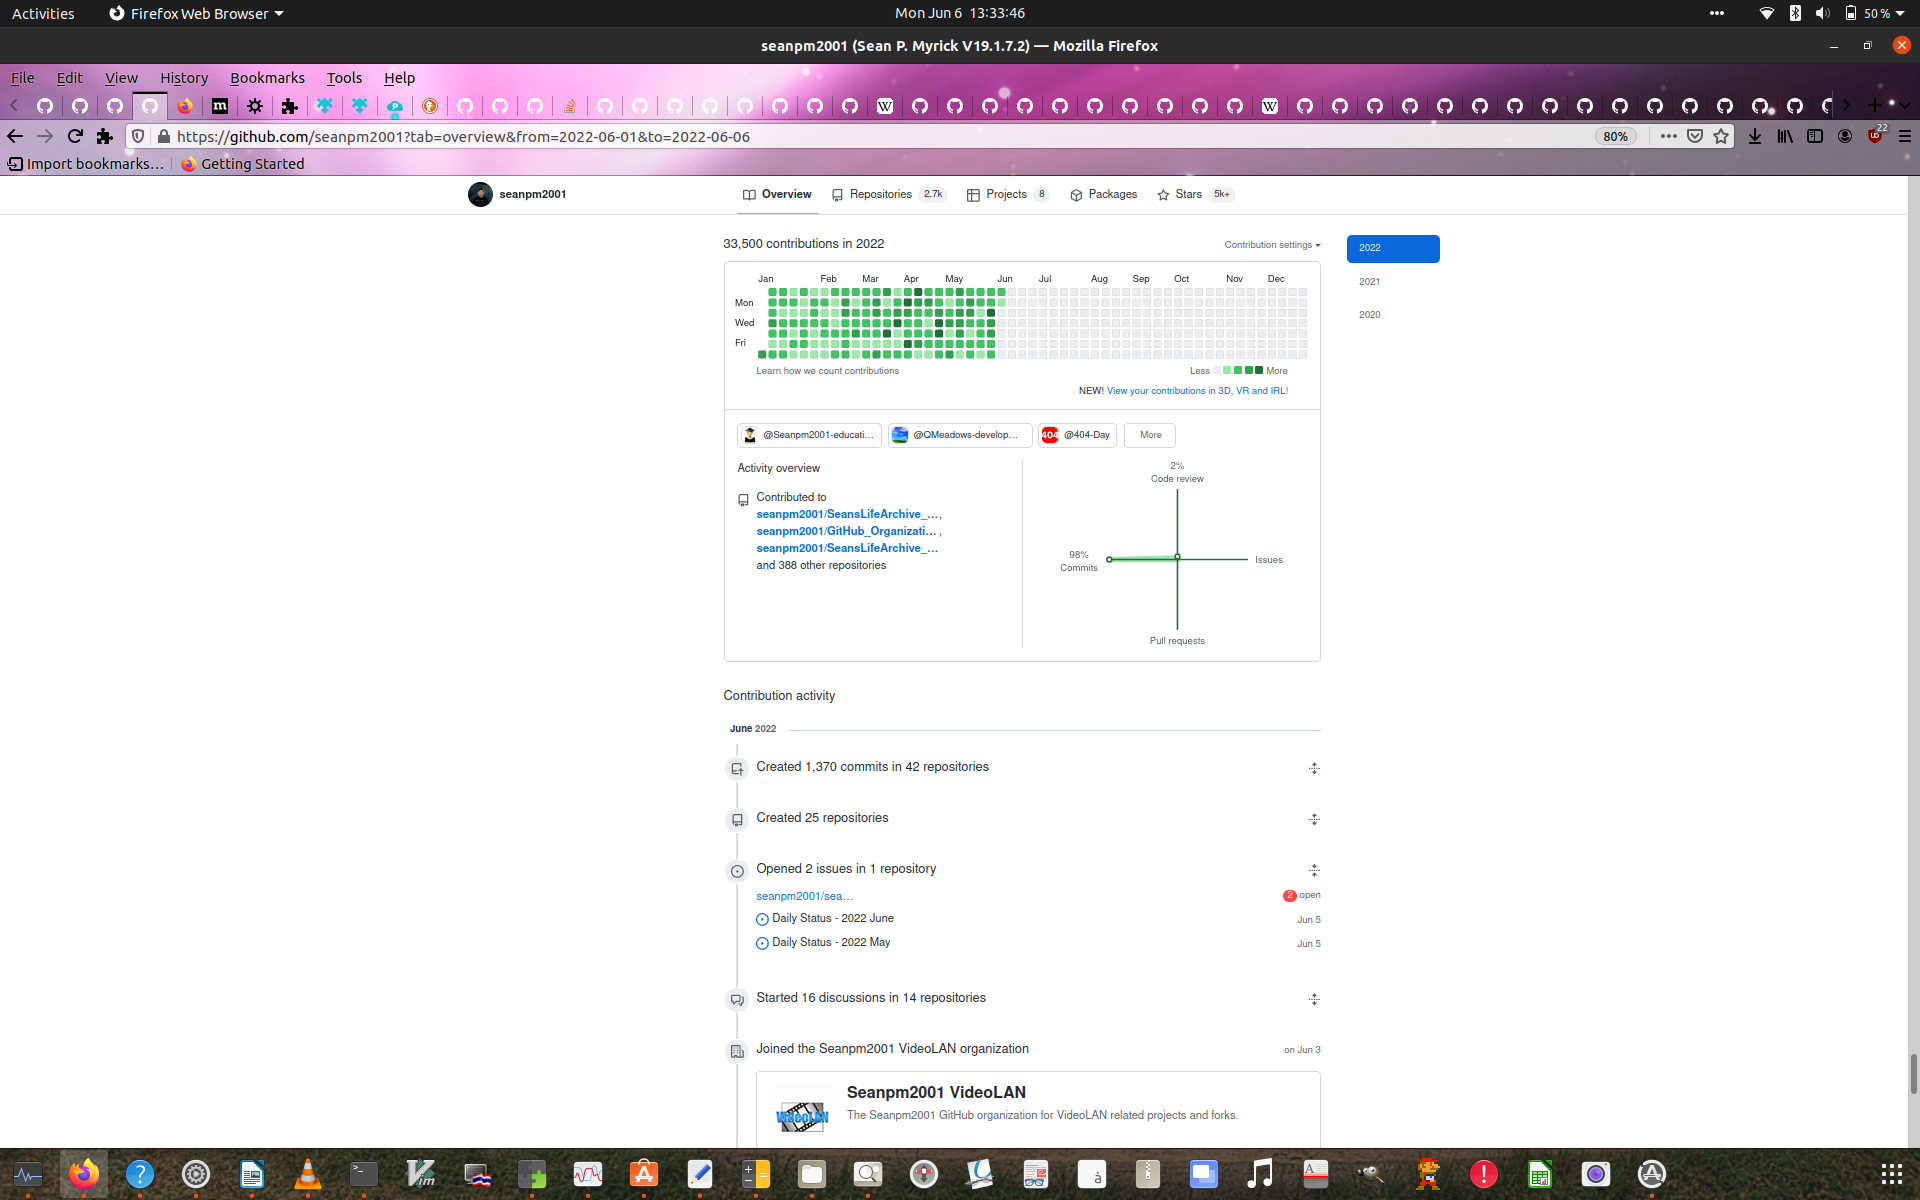 Activities Firefox Web Browser Mon Jun 6 13:33:46 50 %
seanpm2001 (Sean P. Myrick V19.1.7.2) — Mozilla Firefox
File Edit View History Bookmarks Tools Help
https://github.com/seanpm2001?tab=overview&from=2022-06-01&to=2022-06-06 80% 22
Import bookmarks… Getting Started
seanpm2001 Overview Repositories 2.7k Projects 8 Packages Stars 5k+
33,500 contributions in 2022 Contribution settings 2022
Jan Feb Mar Apr May Jun Jul Aug Sep Oct Nov Dec
2021
Mon
2020
Wed
Fri
Learn how we count contributions Less More
NEW! View your contributions in 3D, VR and IRL!
@Seanpm2001-educati… @QMeadows-develop… 404 @404-Day More
Activity overview
2%
Code review
Contributed to
seanpm2001/SeansLifeArchive_…,
seanpm2001/GitHub_Organizati… ,
seanpm2001/SeansLifeArchive_…
and 388 other repositories
98%
Commits
Issues
Pull requests
Contribution activity
June 2022
Created 1,370 commits in 42 repositories
Created 25 repositories
Opened 2 issues in 1 repository
seanpm2001/sea… 2 open
Daily Status - 2022 June Jun 5
Daily Status - 2022 May Jun 5
Started 16 discussions in 14 repositories
Joined the Seanpm2001 VideoLAN organization on Jun 3
Seanpm2001 VideoLAN
VideoLAN The Seanpm2001 GitHub organization for VideoLAN related projects and forks.